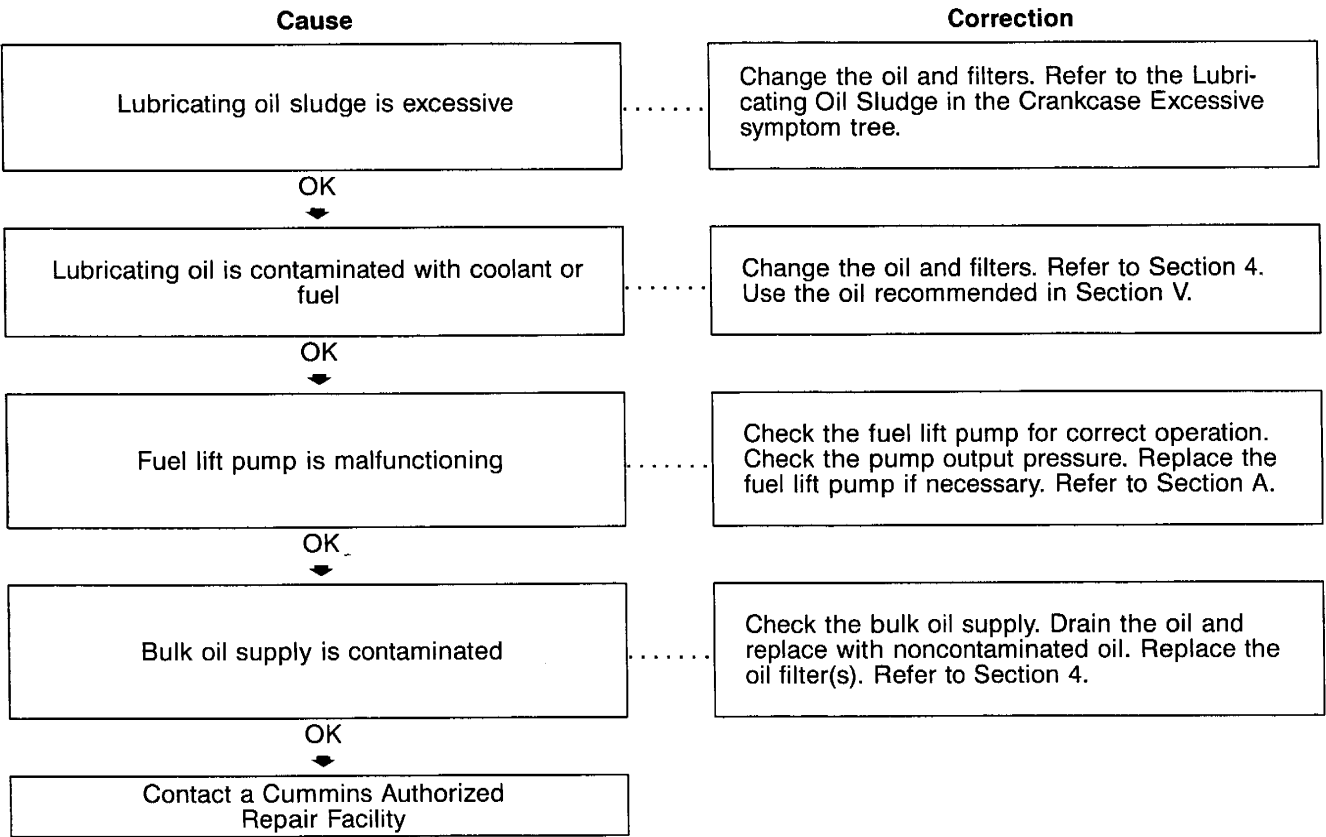 Cause
Correction
Lubricating oil sludge is excessive
.......
Change the oil and filters. Refer to the Lubri-
cating Oil Sludge in the Crankcase Excessive
symptom tree.
OK
Lubricating oil is contaminated with coolant or
fuel
.......
Change the oil and filters. Refer to Section 4.
Use the oil recommended in Section V.
OK
Fuel lift pump is malfunctioning
.......
Check the fuel lift pump for correct operation.
Check the pump output pressure. Replace the
fuel lift pump if necessary. Refer to Section A.
OK
Bulk oil supply is contaminated
.......
Check the bulk oil supply. Drain the oil and
replace with noncontaminated oil. Replace the
oil filter(s). Refer to Section 4.
OK
Contact a Cummins Authorized
Repair Facility